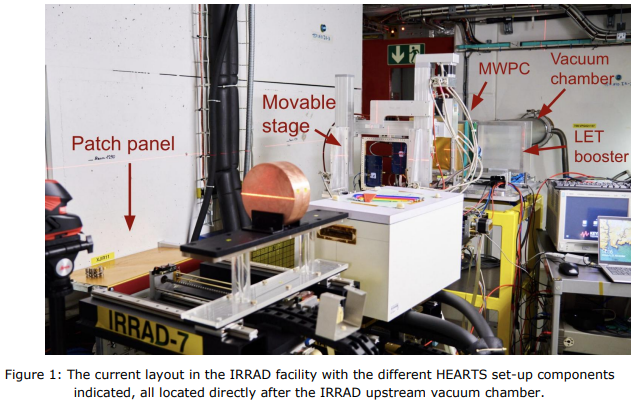 MWPC
Vacuum
chamber
Movable
stage
LET
booster
Patch panel
IRRAD-7
Figure 1: The current layout in the IRRAD facility with the different HEARTS set-up components
indicated, all located directly after the IRRAD upstream vacuum chamber.